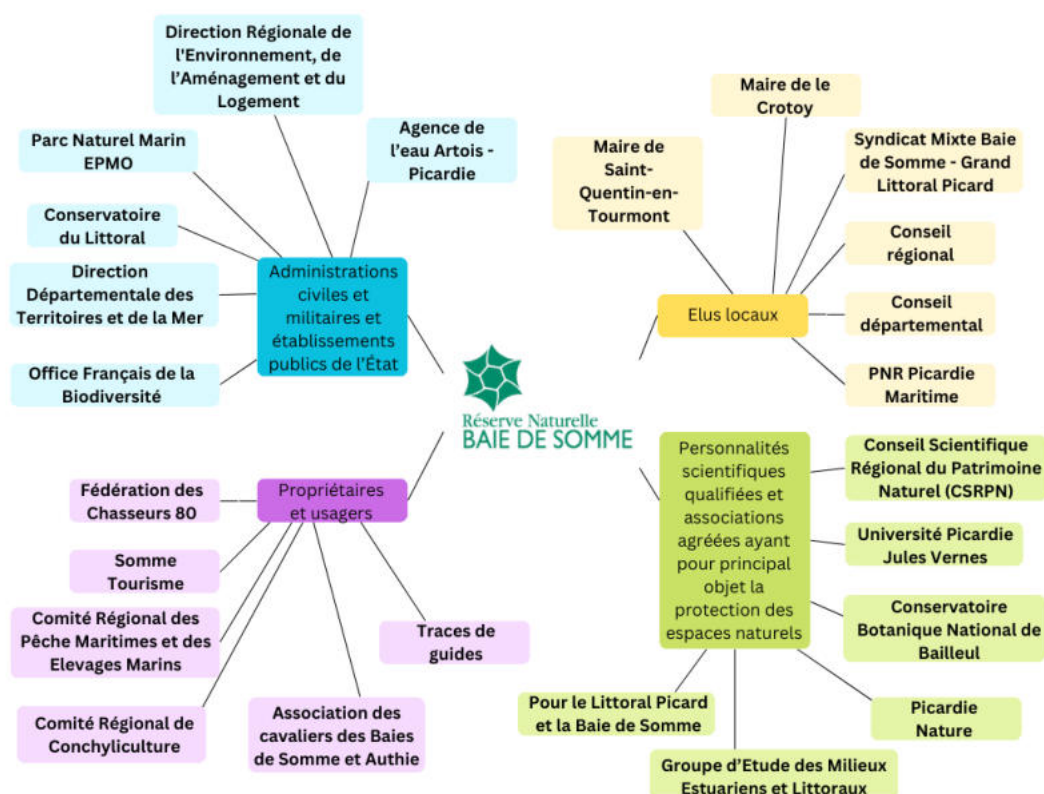 Direction Régionale de
l'Environnement, de
l'Aménagement et du
Logement
Parc Naturel Marin
EPMO
Agence de
l'eau Artois -
Picardie
Conservatoire
du Littoral
Direction
Départementale des
Territoires et de la Mer
Office Français de la
Biodiversité
Administrations
civiles et
militaires et
établissements
publics de l'État
Maire de le
Crotoy
Maire de
Saint-
Quentin-en-
Tourmont
Syndicat Mixte Baie
de Somme - Grand
Littoral Picard
Conseil
régional
Conseil
départemental
PNR Picardie
Maritime
Elus locaux
Réserve Naturelle
BAIE DE SOMME
Propriétaires
et usagers
Fédération des
Chasseurs 80
Somme
Tourisme
Comité Régional des
Pêche Maritimes et des
Elevages Marins
Comité Régional de
Conchyliculture
Association des
cavaliers des Baies
de Somme et Authie
Traces de
guides
Personnalités
scientifiques
qualifiées et
associations
agréées ayant
pour principal
objet la
protection des
espaces naturels
Conseil Scientifique
Régional du Patrimoine
Naturel (CSRPN)
Université Picardie
Jules Vernes
Conservatoire
Botanique National de
Bailleul
Picardie
Nature
Pour le Littoral Picard
et la Baie de Somme
Groupe d'Etude des Milieux
Estuariens et Littoraux